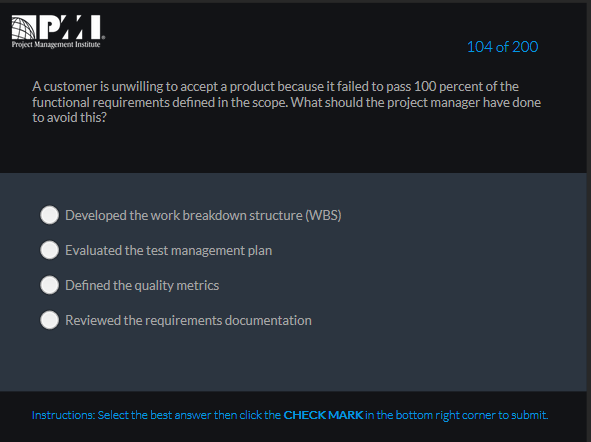 PMI
Project Management Institute
104 of 200
A customer is unwilling to accept a product because it failed to pass 100 percent of the
functional requirements defined in the scope. What should the project manager have done
to avoid this?
Developed the work breakdown structure (WBS)
Evaluated the test management plan
Defined the quality metrics
Reviewed the requirements documentation
Instructions: Select the best answer then click the CHECK MARK in the bottom right corner to submit.